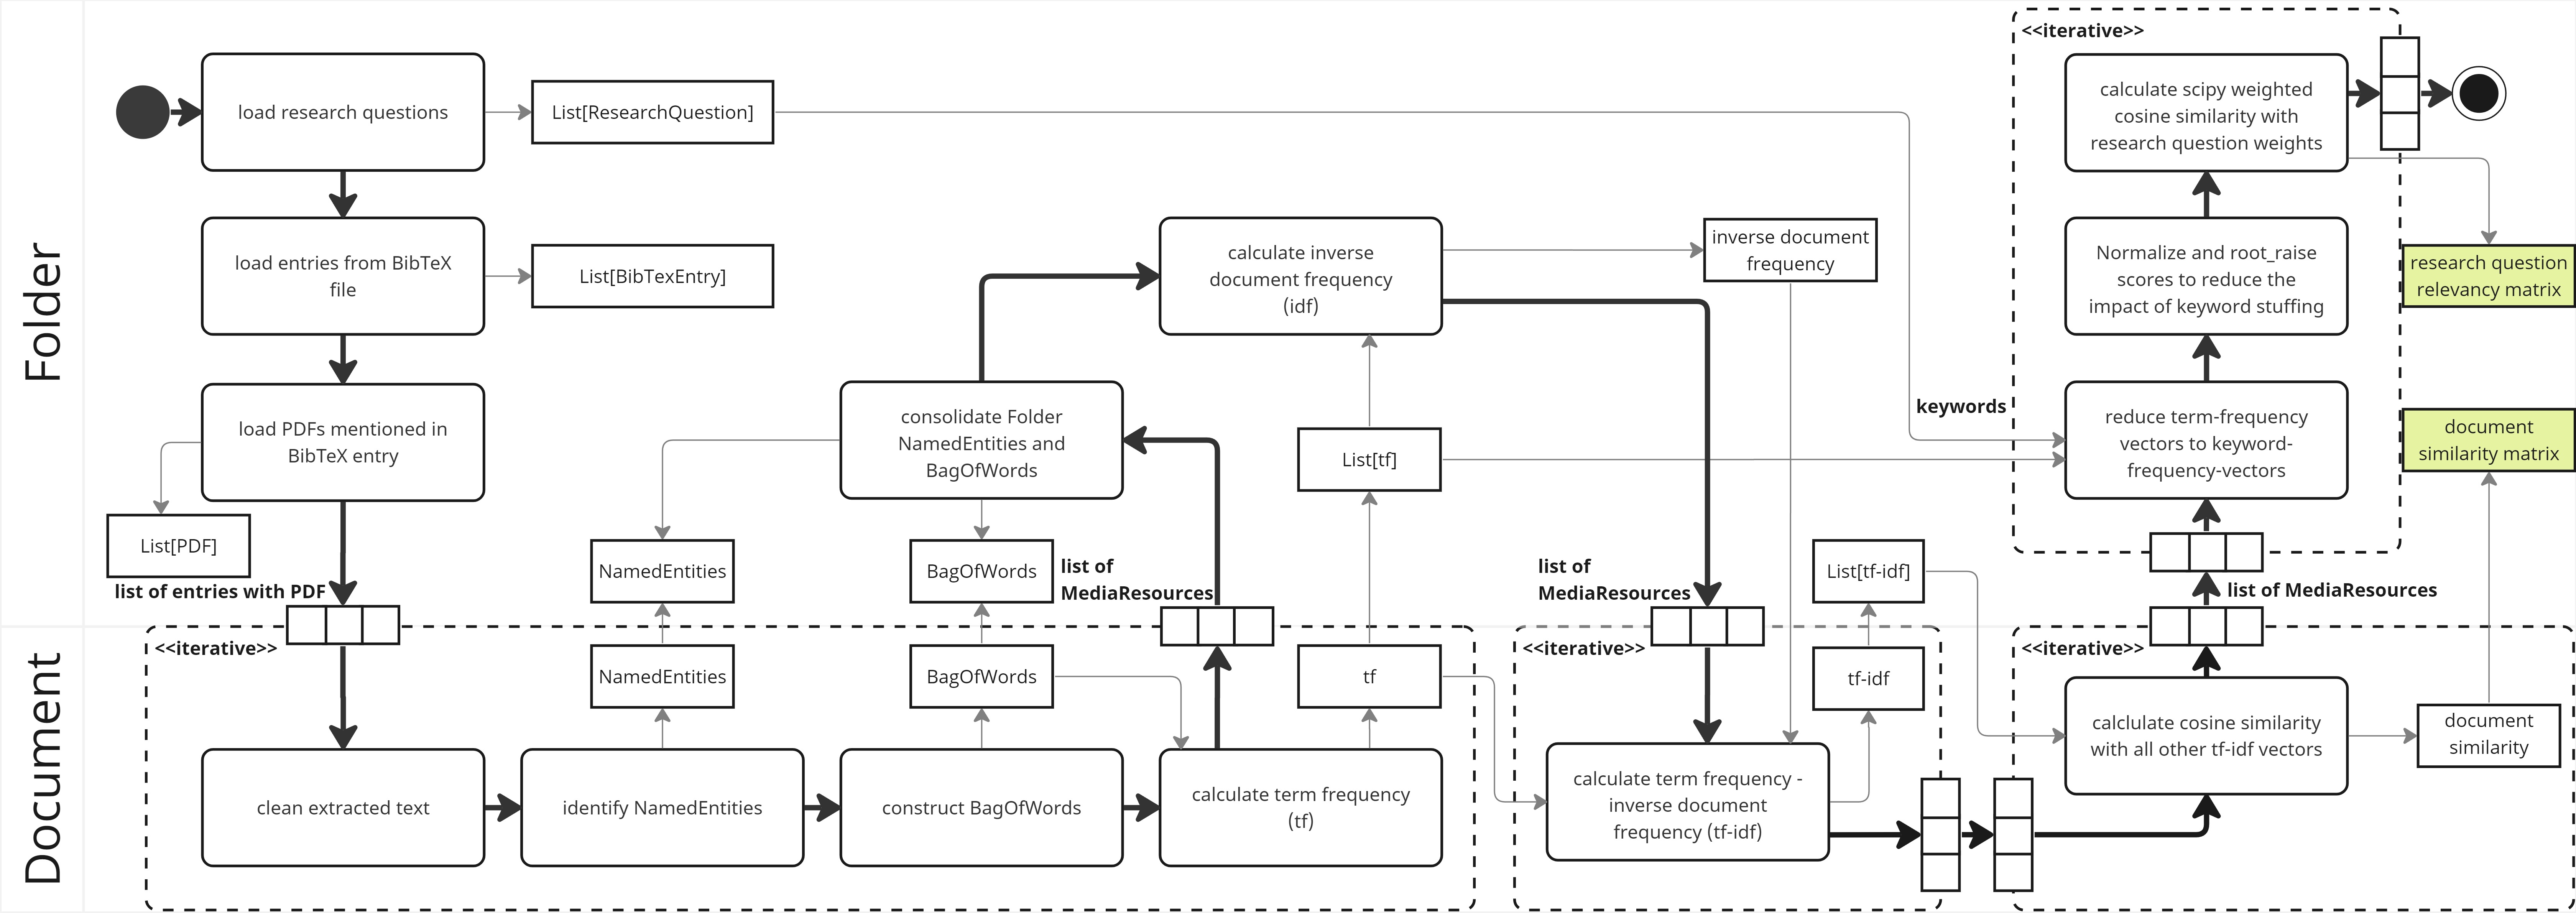 Folder
Document
load research questions
List[ResearchQuestion]
load entries from BibTeX
file
List[BibTexEntry]
load PDFs mentioned in
BibTeX entry
List[PDF]
list of entries with PDF
<<iterative>>
clean extracted text
identify NamedEntities
NamedEntities
NamedEntities
construct BagOfWords
BagOfWords
BagOfWords
calculate term frequency
(tf)
tf
List[tf]
list of
MediaResources
consolidate Folder
NamedEntities and
BagOfWords
calculate inverse
document frequency
(idf)
inverse document
frequency
list of
MediaResources
<<iterative>>
calculate term frequency -
inverse document
frequency (tf-idf)
tf-idf
List[tf-idf]
<<iterative>>
calclulate cosine similarity
with all other tf-idf vectors
document
similarity
document
similarity matrix
list of MediaResources
keywords
<<iterative>>
reduce term-frequency
vectors to keyword-
frequency-vectors
Normalize and root_raise
scores to reduce the
impact of keyword stuffing
calculate scipy weighted
cosine similarity with
research question weights
research question
relevancy matrix